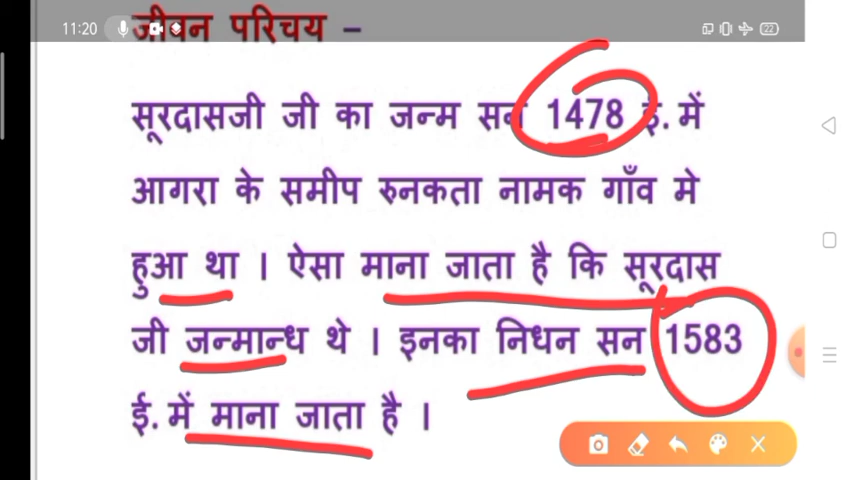 11:20
22
जीवन परिचय –
सूरदासजी जी का जन्म सन 1478 ई. में
आगरा के समीप रुनकता नामक गाँव मे
हुआ था । ऐसा माना जाता है कि सूरदास
जी जन्मान्ध थे । इनका निधन सन 1583
ई. में माना जाता है ।